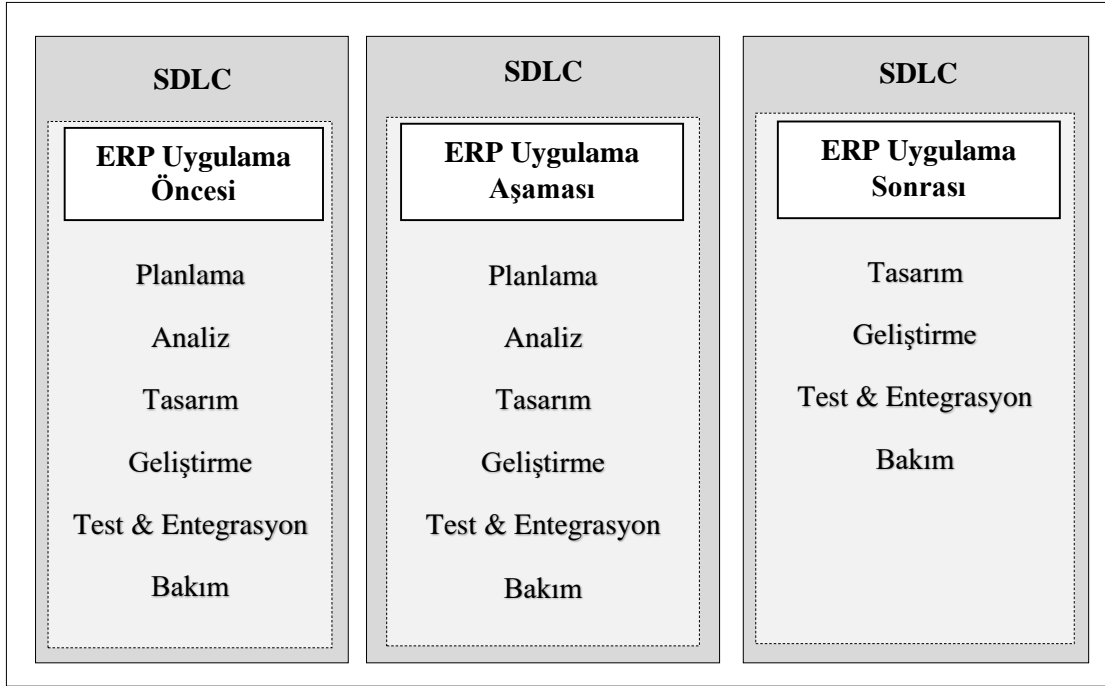 SDLC
ERP Uygulama
Öncesi
Planlama
Analiz
Tasarım
Geliştirme
Test & Entegrasyon
Bakım
SDLC
ERP Uygulama
Aşaması
Planlama
Analiz
Tasarım
Geliştirme
Test & Entegrasyon
Bakım
SDLC
ERP Uygulama
Sonrası
Tasarım
Geliştirme
Test & Entegrasyon
Bakım